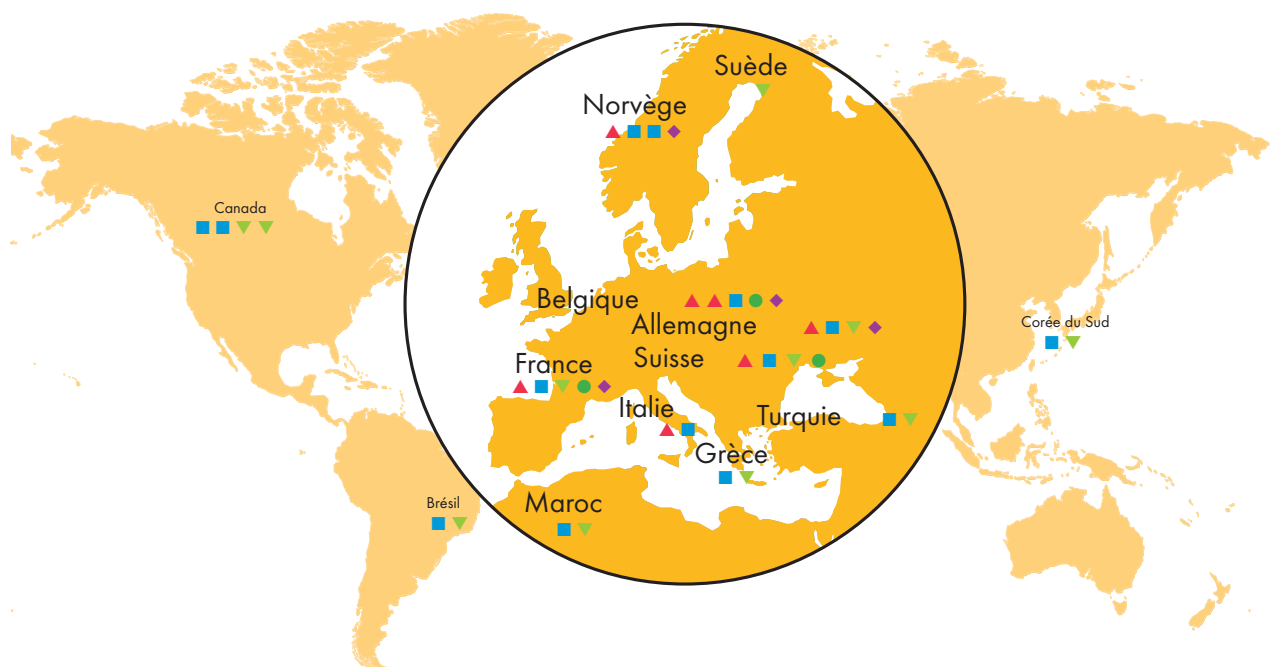 Suède
Norvège
Canada
Belgique
Allemagne
Corée du Sud
Suisse
France
Italie
Turquie
Grèce
Brésil
Maroc